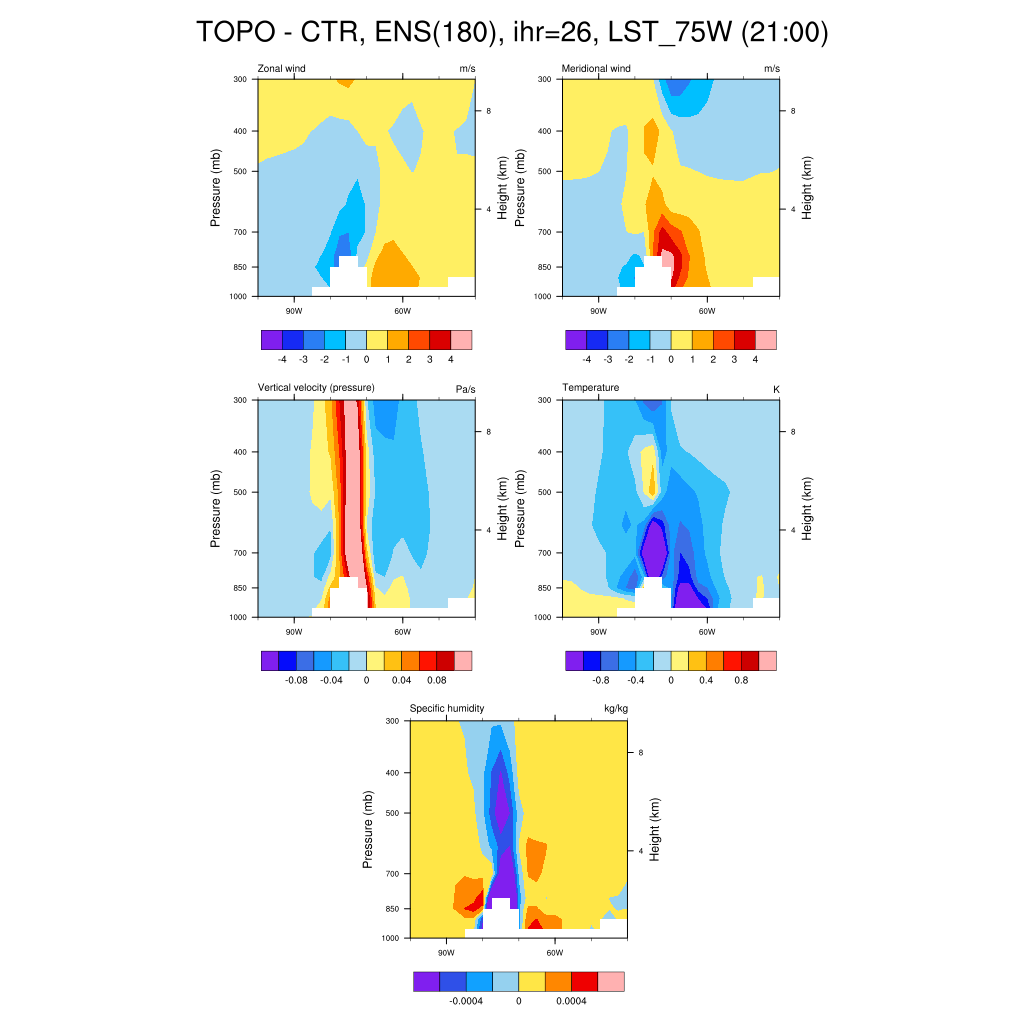 TOPO - CTR, ENS(180), ihr=26, LST_75W (21:00)
Zonal wind m/s
300
400
500
700
850
1000
Pressure (mb)
8
4
Height (km)
90W 60W
-4 -3 -2 -1 0 1 2 3 4
Meridional wind m/s
300
400
500
700
850
1000
Pressure (mb)
8
4
Height (km)
90W 60W
-4 -3 -2 -1 0 1 2 3 4
Vertical velocity (pressure) Pa/s
300
400
500
700
850
1000
Pressure (mb)
8
4
Height (km)
90W 60W
-0.08 -0.04 0 0.04 0.08
Temperature K
300
400
500
700
850
1000
Pressure (mb)
8
4
Height (km)
90W 60W
-0.8 -0.4 0 0.4 0.8
Specific humidity kg/kg
300
400
500
700
850
1000
Pressure (mb)
8
4
Height (km)
90W 60W
-0.0004 0 0.0004